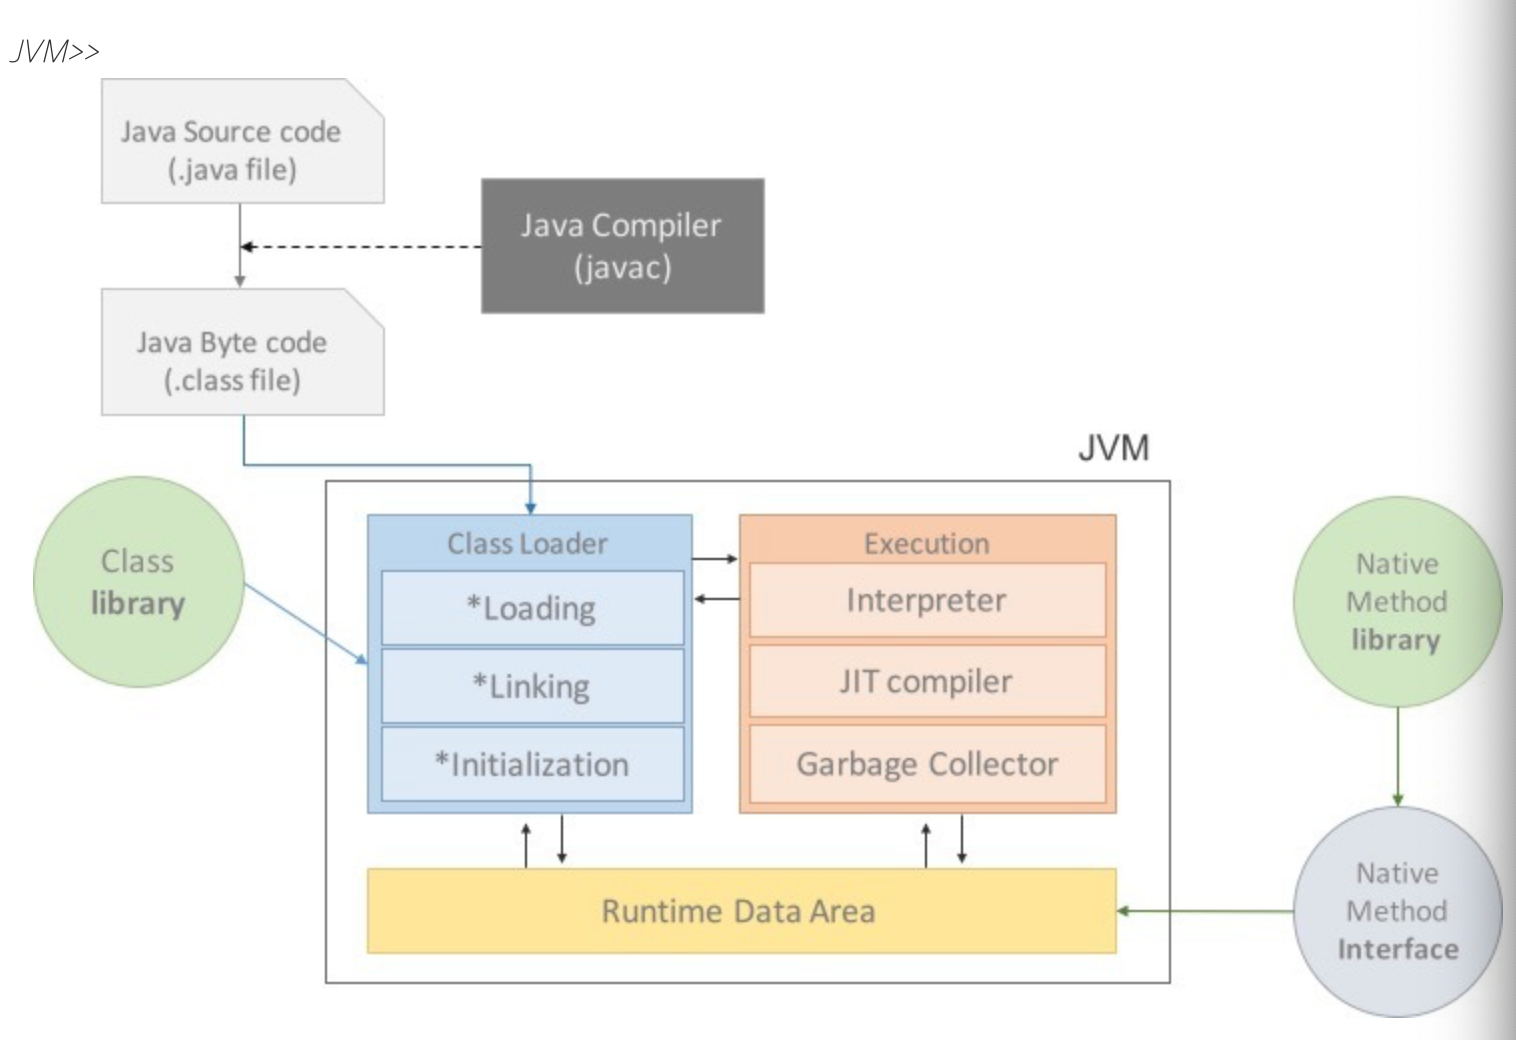 JVM>>
Java Source code
(.java file)
Java Compiler
(javac)
Java Byte code
(.class file)
JVM
Class
library
Class Loader
*Loading
*Linking
*Initialization
Execution
Interpreter
JIT compiler
Garbage Collector
Runtime Data Area
Native
Method
library
Native
Method
Interface